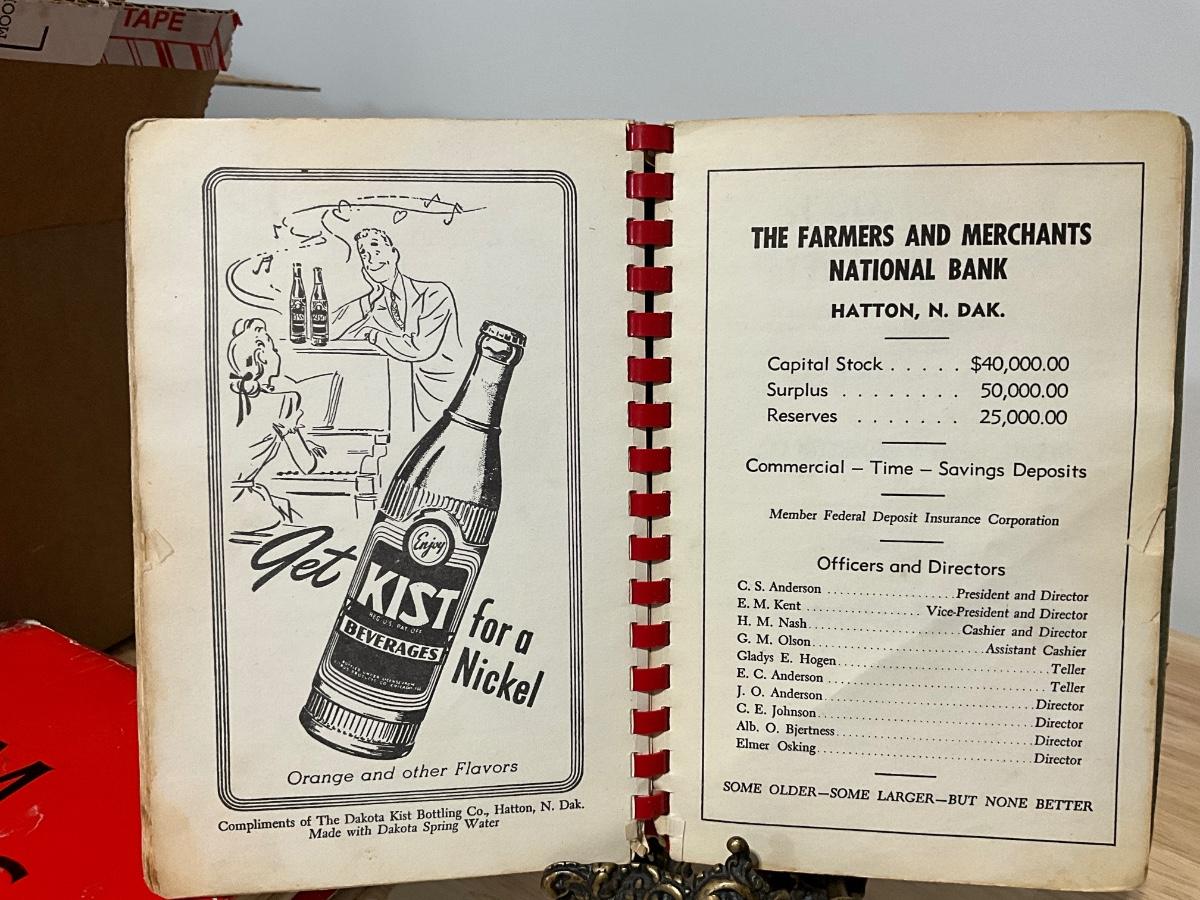 TAPE
Enjoy
Get KIST for a Nickel
REG. U.S. PAT. OFF.
BEVERAGES
Orange and other Flavors
Compliments of The Dakota Kist Bottling Co., Hatton, N. Dak.
Made with Dakota Spring Water
THE FARMERS AND MERCHANTS
NATIONAL BANK
HATTON, N. DAK.
Capital Stock . . . . . $40,000.00
Surplus . . . . . . . . 50,000.00
Reserves . . . . . . . 25,000.00
Commercial – Time – Savings Deposits
Member Federal Deposit Insurance Corporation
Officers and Directors
C. S. Anderson ........ President and Director
E. M. Kent ........ Vice-President and Director
H. M. Nash ........ Cashier and Director
G. M. Olson ........ Assistant Cashier
Gladys E. Hogen ........ Teller
E. C. Anderson ........ Teller
J. O. Anderson ........ Director
C. E. Johnson ........ Director
Alb. O. Bjertness ........ Director
Elmer Osking ........ Director
SOME OLDER—SOME LARGER—BUT NONE BETTER